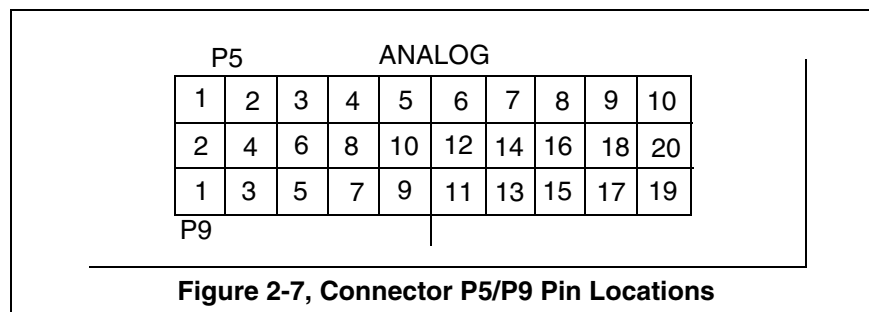 P5 ANALOG
1 2 3 4 5 6 7 8 9 10
2 4 6 8 10 12 14 16 18 20
1 3 5 7 9 11 13 15 17 19
P9
Figure 2-7, Connector P5/P9 Pin Locations